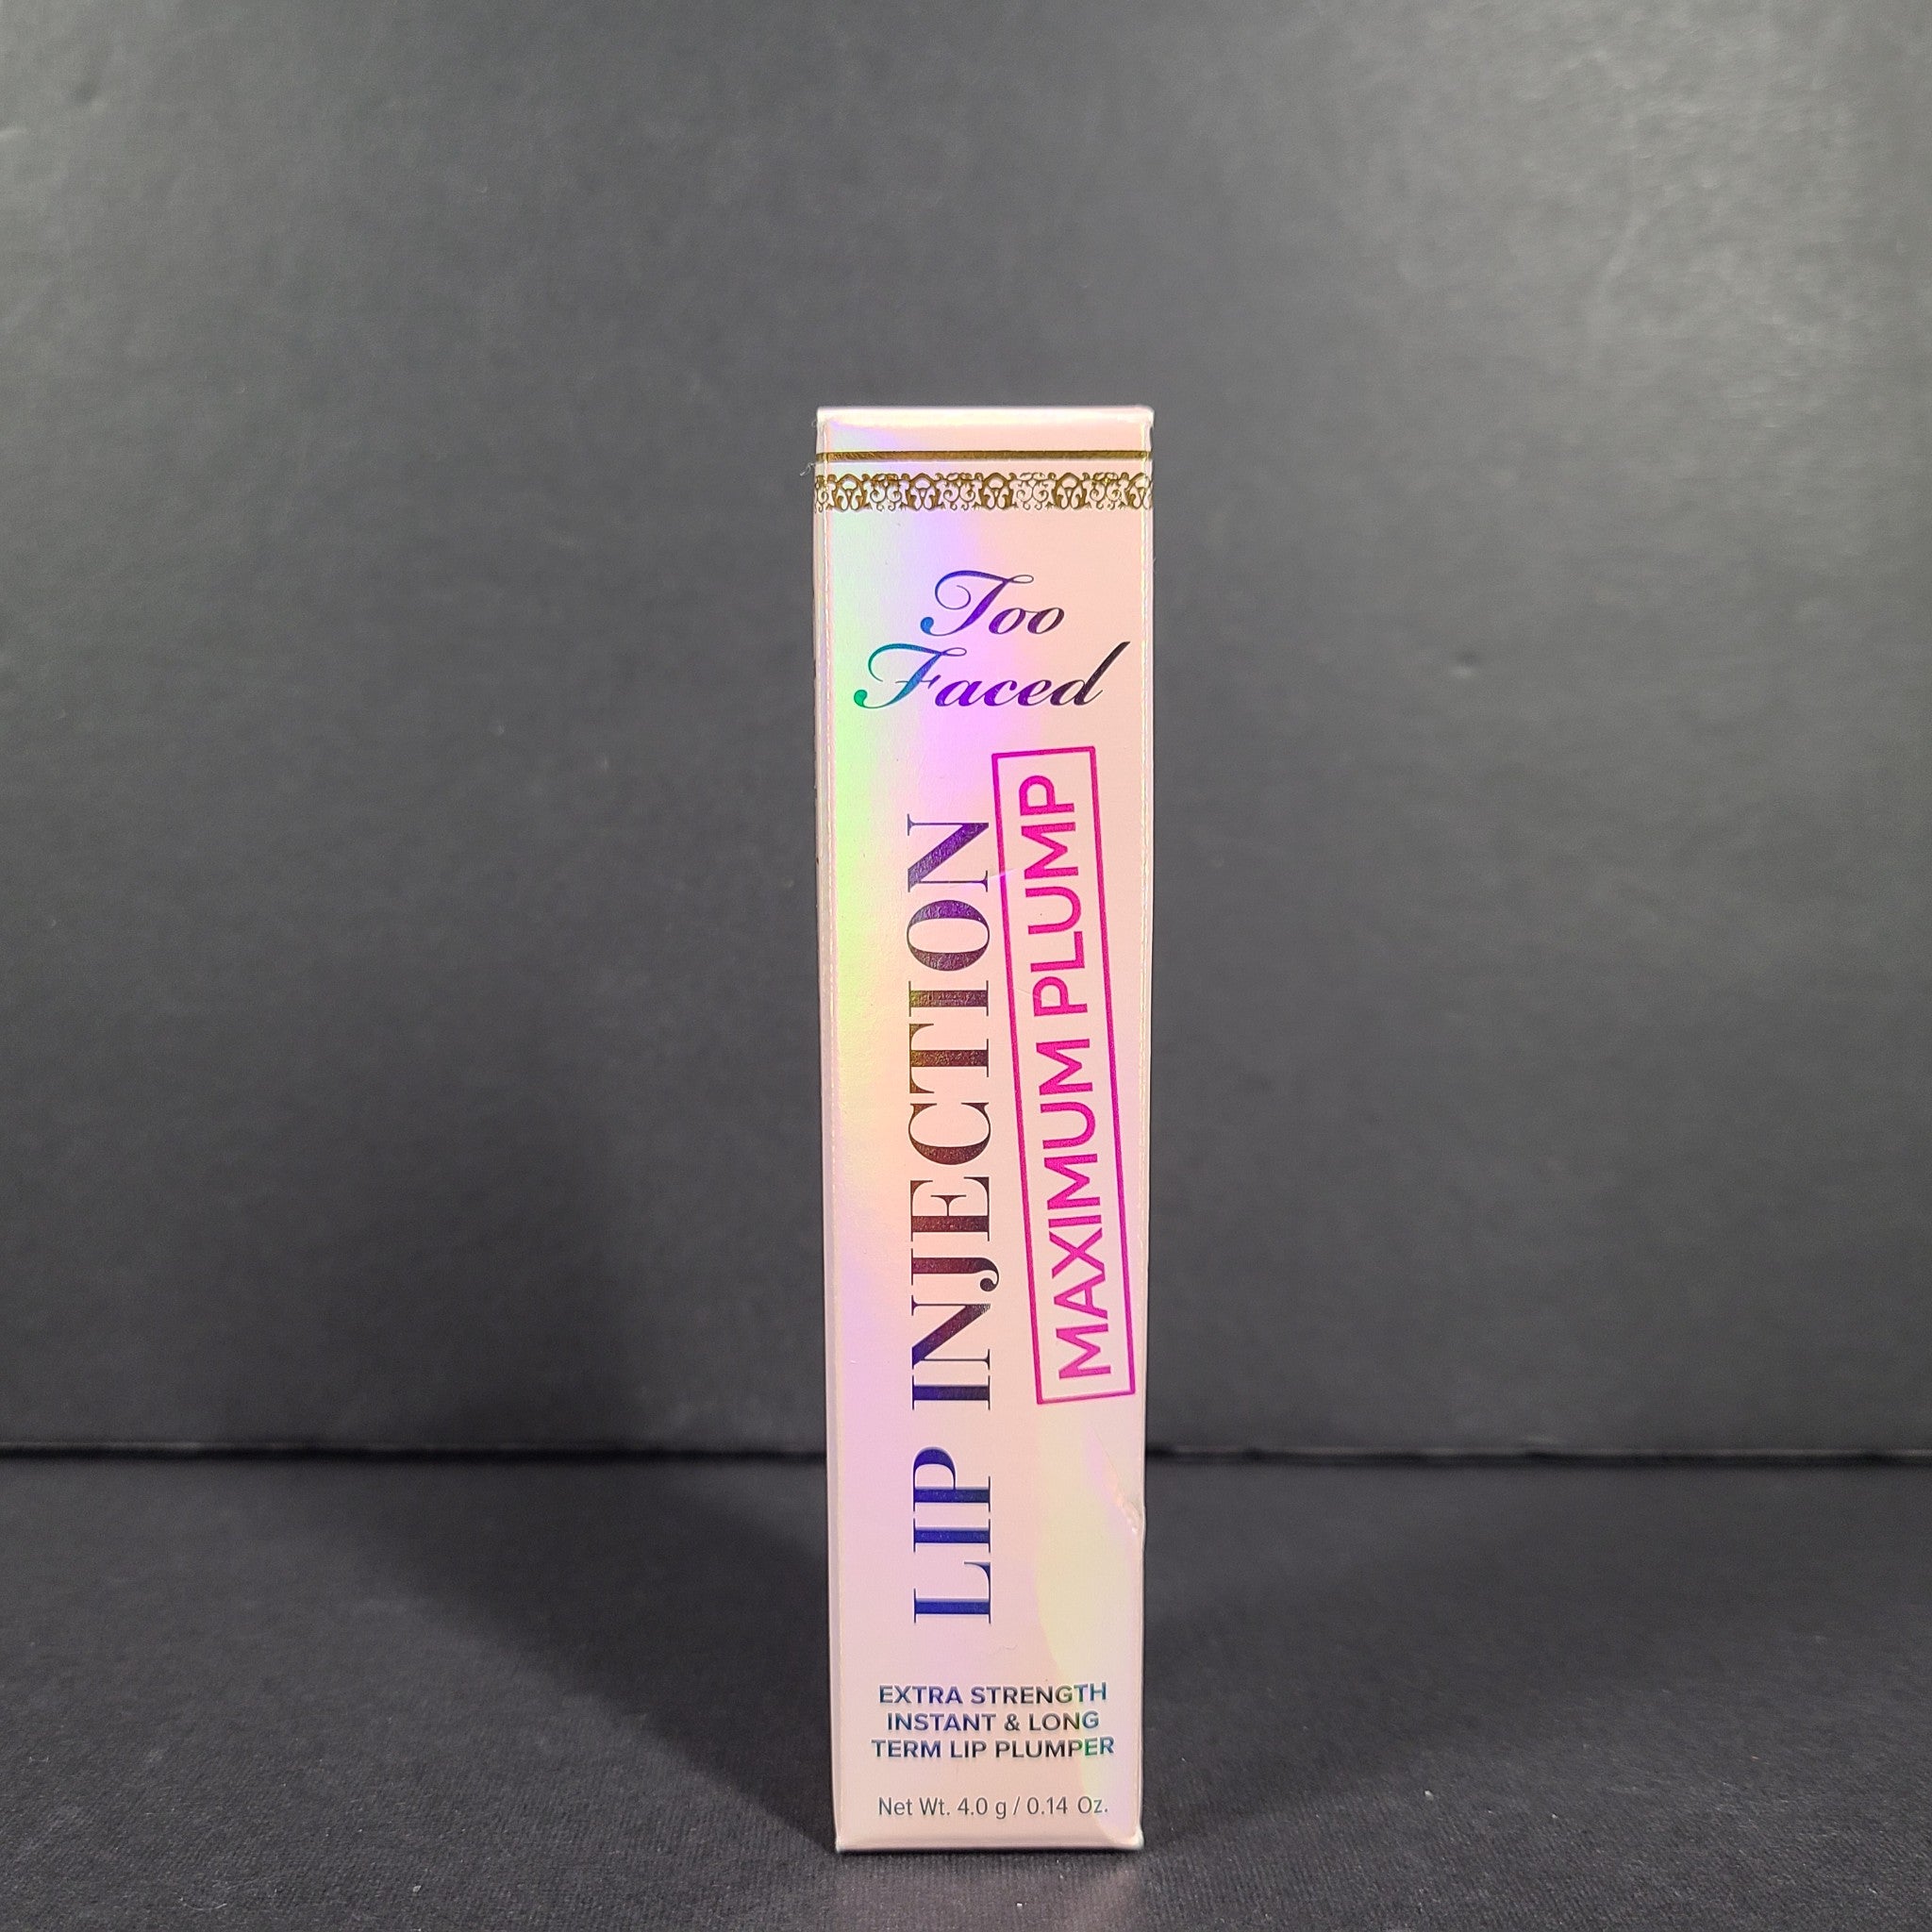 Too
Faced
LIP INJECTION
MAXIMUM PLUMP
EXTRA STRENGTH
INSTANT & LONG
TERM LIP PLUMPER
Net Wt. 4.0 g / 0.14 Oz.